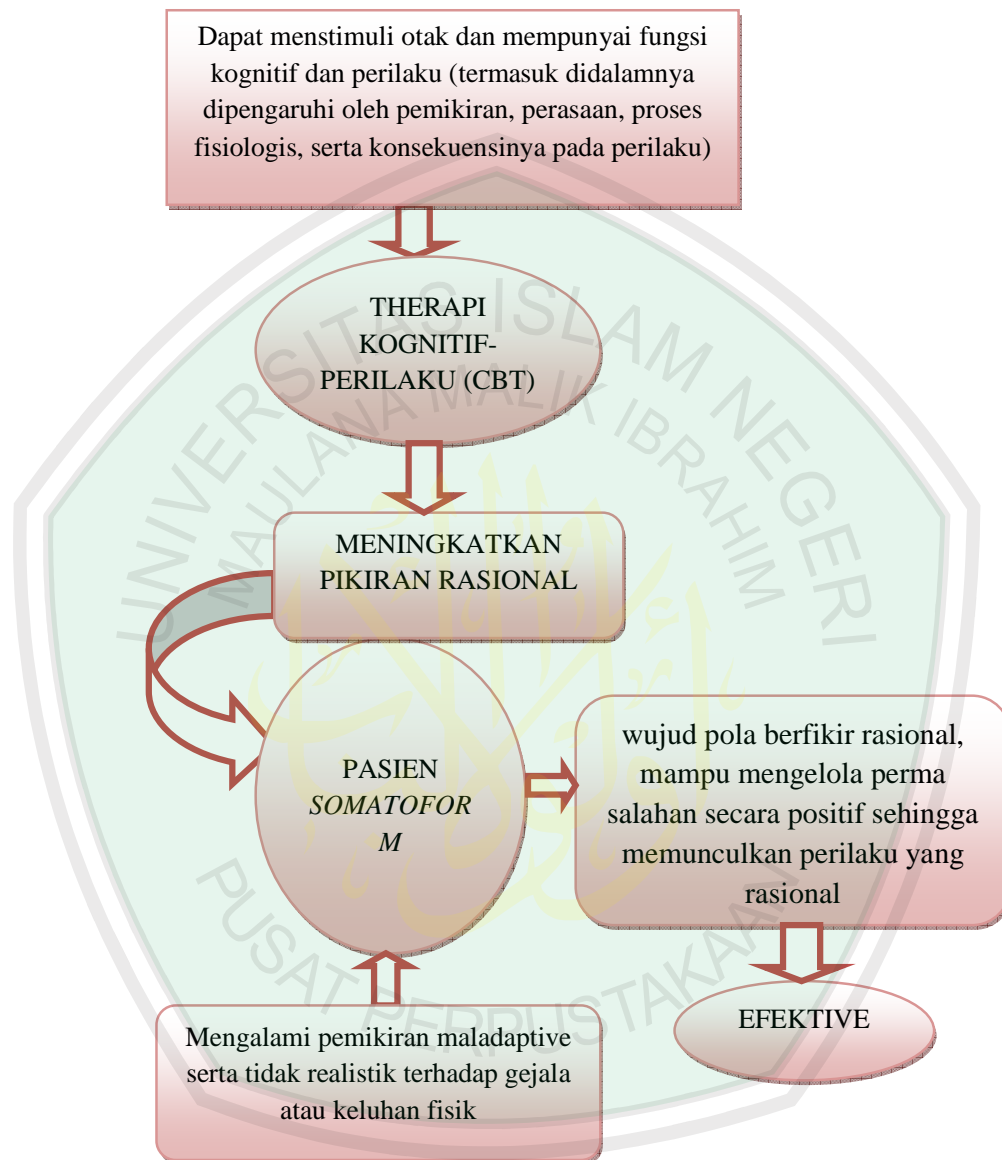 Dapat menstimuli otak dan mempunyai fungsi
kognitif dan perilaku (termasuk didalamnya
dipengaruhi oleh pemikiran, perasaan, proses
fisiologis, serta konsekuensinya pada perilaku)
THERAPI
KOGNITIF-
PERILAKU (CBT)
MENINGKATKAN
PIKIRAN RASIONAL
PASIEN
SOMATOFOR
M
wujud pola berfikir rasional,
mampu mengelola perma
salahan secara positif sehingga
memunculkan perilaku yang
rasional
EFEKTIVE
Mengalami pemikiran maladaptive
serta tidak realistik terhadap gejala
atau keluhan fisik
UNIVERSITAS ISLAM NEGERI
MAULANA MALIK IBRAHIM
PUSAT PERPUSTAKAAN